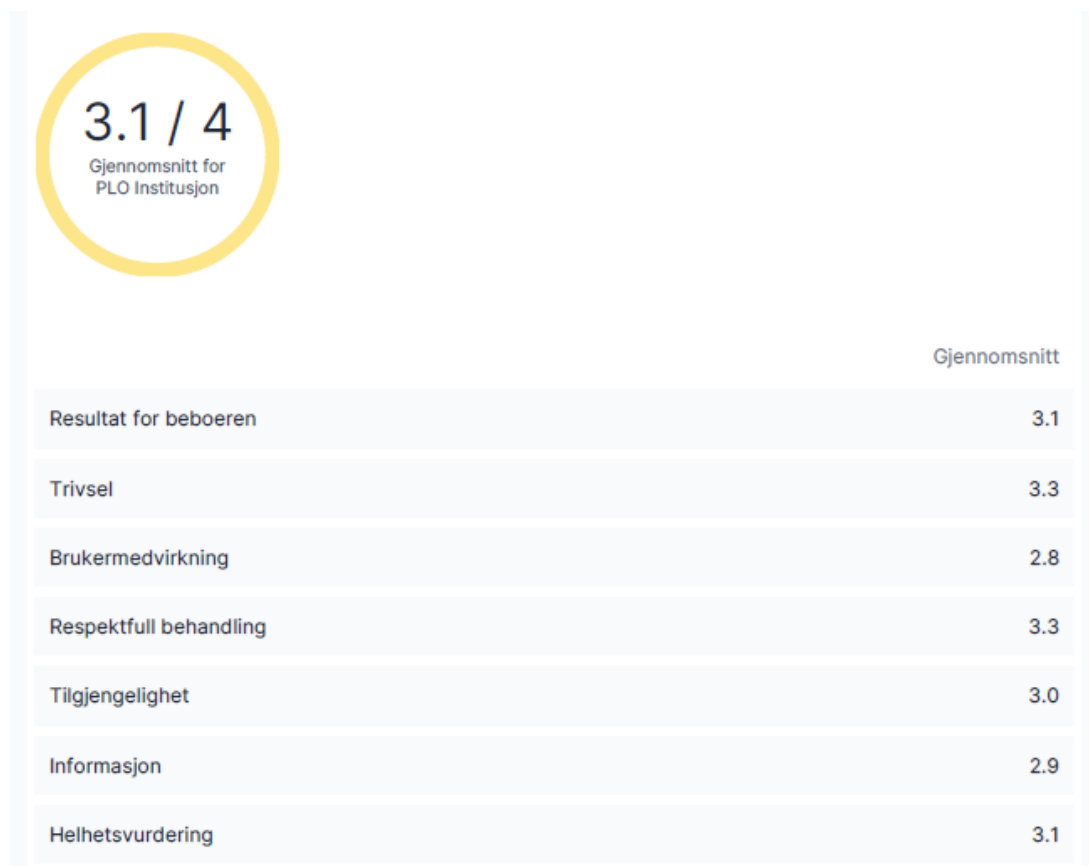 3.1 / 4
Gjennomsnitt for
PLO Institusjon
Gjennomsnitt
Resultat for beboeren 3.1
Trivsel 3.3
Brukermedvirkning 2.8
Respektfull behandling 3.3
Tilgjengelighet 3.0
Informasjon 2.9
Helhetsvurdering 3.1